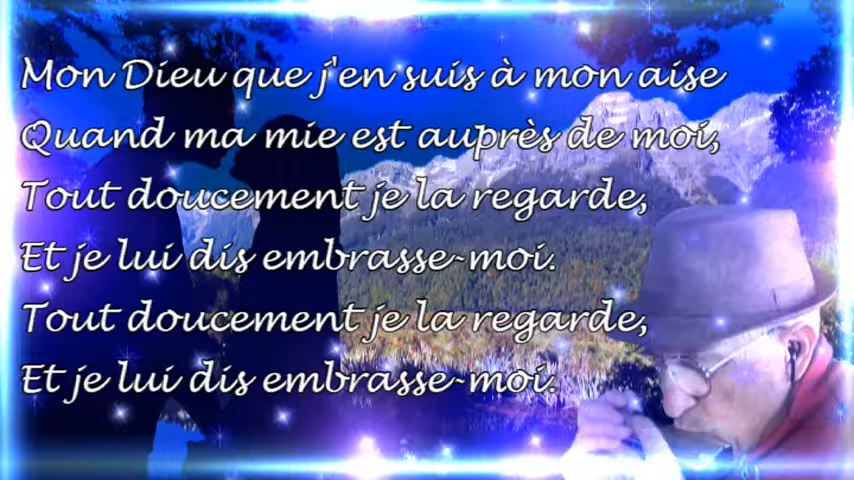 Mon Dieu que j'en suis à mon aise
Quand ma mie est auprès de moi,
Tout doucement je la regarde,
Et je lui dis embrasse-moi.
Tout doucement je la regarde,
Et je lui dis embrasse-moi.